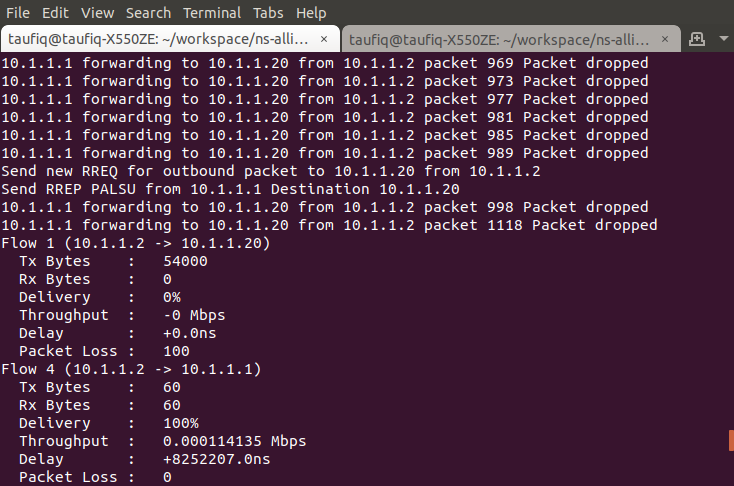 File Edit View Search Terminal Tabs Help
taufiq@taufiq-X550ZE: ~/workspace/ns-alli... × taufiq@taufiq-X550ZE: ~/workspace/ns-alli... ×
10.1.1.1 forwarding to 10.1.1.20 from 10.1.1.2 packet 969 Packet dropped
10.1.1.1 forwarding to 10.1.1.20 from 10.1.1.2 packet 973 Packet dropped
10.1.1.1 forwarding to 10.1.1.20 from 10.1.1.2 packet 977 Packet dropped
10.1.1.1 forwarding to 10.1.1.20 from 10.1.1.2 packet 981 Packet dropped
10.1.1.1 forwarding to 10.1.1.20 from 10.1.1.2 packet 985 Packet dropped
10.1.1.1 forwarding to 10.1.1.20 from 10.1.1.2 packet 989 Packet dropped
Send new RREQ for outbound packet to 10.1.1.20 from 10.1.1.2
Send RREP PALSU from 10.1.1.1 Destination 10.1.1.20
10.1.1.1 forwarding to 10.1.1.20 from 10.1.1.2 packet 998 Packet dropped
10.1.1.1 forwarding to 10.1.1.20 from 10.1.1.2 packet 1118 Packet dropped
Flow 1 (10.1.1.2 -> 10.1.1.20)
  Tx Bytes    :   54000
  Rx Bytes    :   0
  Delivery    :   0%
  Throughput  :   -0 Mbps
  Delay       :   +0.0ns
  Packet Loss :   100
Flow 4 (10.1.1.2 -> 10.1.1.1)
  Tx Bytes    :   60
  Rx Bytes    :   60
  Delivery    :   100%
  Throughput  :   0.000114135 Mbps
  Delay       :   +8252207.0ns
  Packet Loss :   0